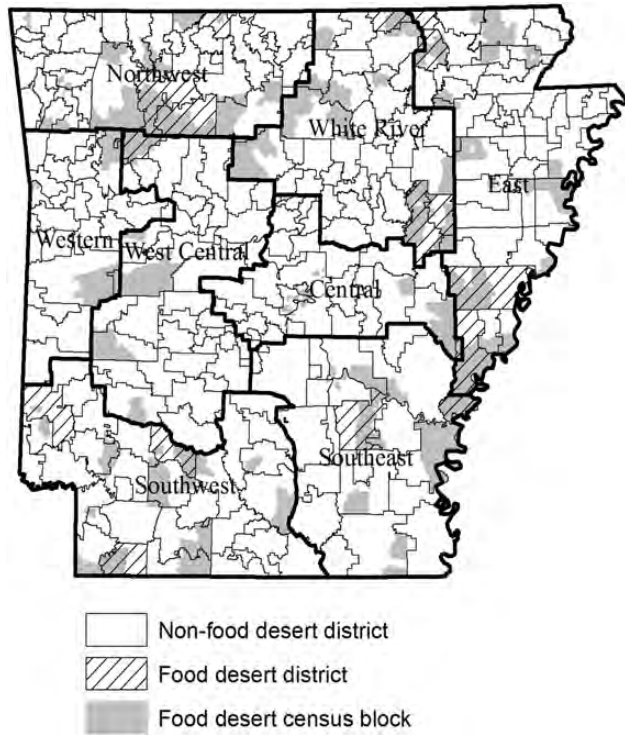 Northwest
White River
East
Western
West Central
Central
Southeast
Southwest
Non-food desert district
Food desert district
Food desert census block